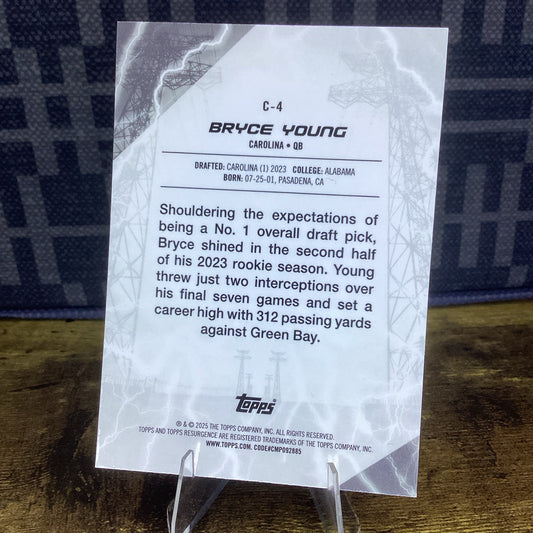 C-4
BRYCE YOUNG
CAROLINA • QB
DRAFTED: CAROLINA (1) 2023 COLLEGE: ALABAMA
BORN: 07-25-01, PASADENA, CA
Shouldering the expectations of
being a No. 1 overall draft pick,
Bryce shined in the second half
of his 2023 rookie season. Young
threw just two interceptions over
his final seven games and set a
career high with 312 passing yards
against Green Bay.
Topps
® & © 2025 THE TOPPS COMPANY, INC. ALL RIGHTS RESERVED.
TOPPS AND TOPPS RESURGENCE ARE REGISTERED TRADEMARKS OF THE TOPPS COMPANY, INC.
WWW.TOPPS.COM. CODE#CMP092885